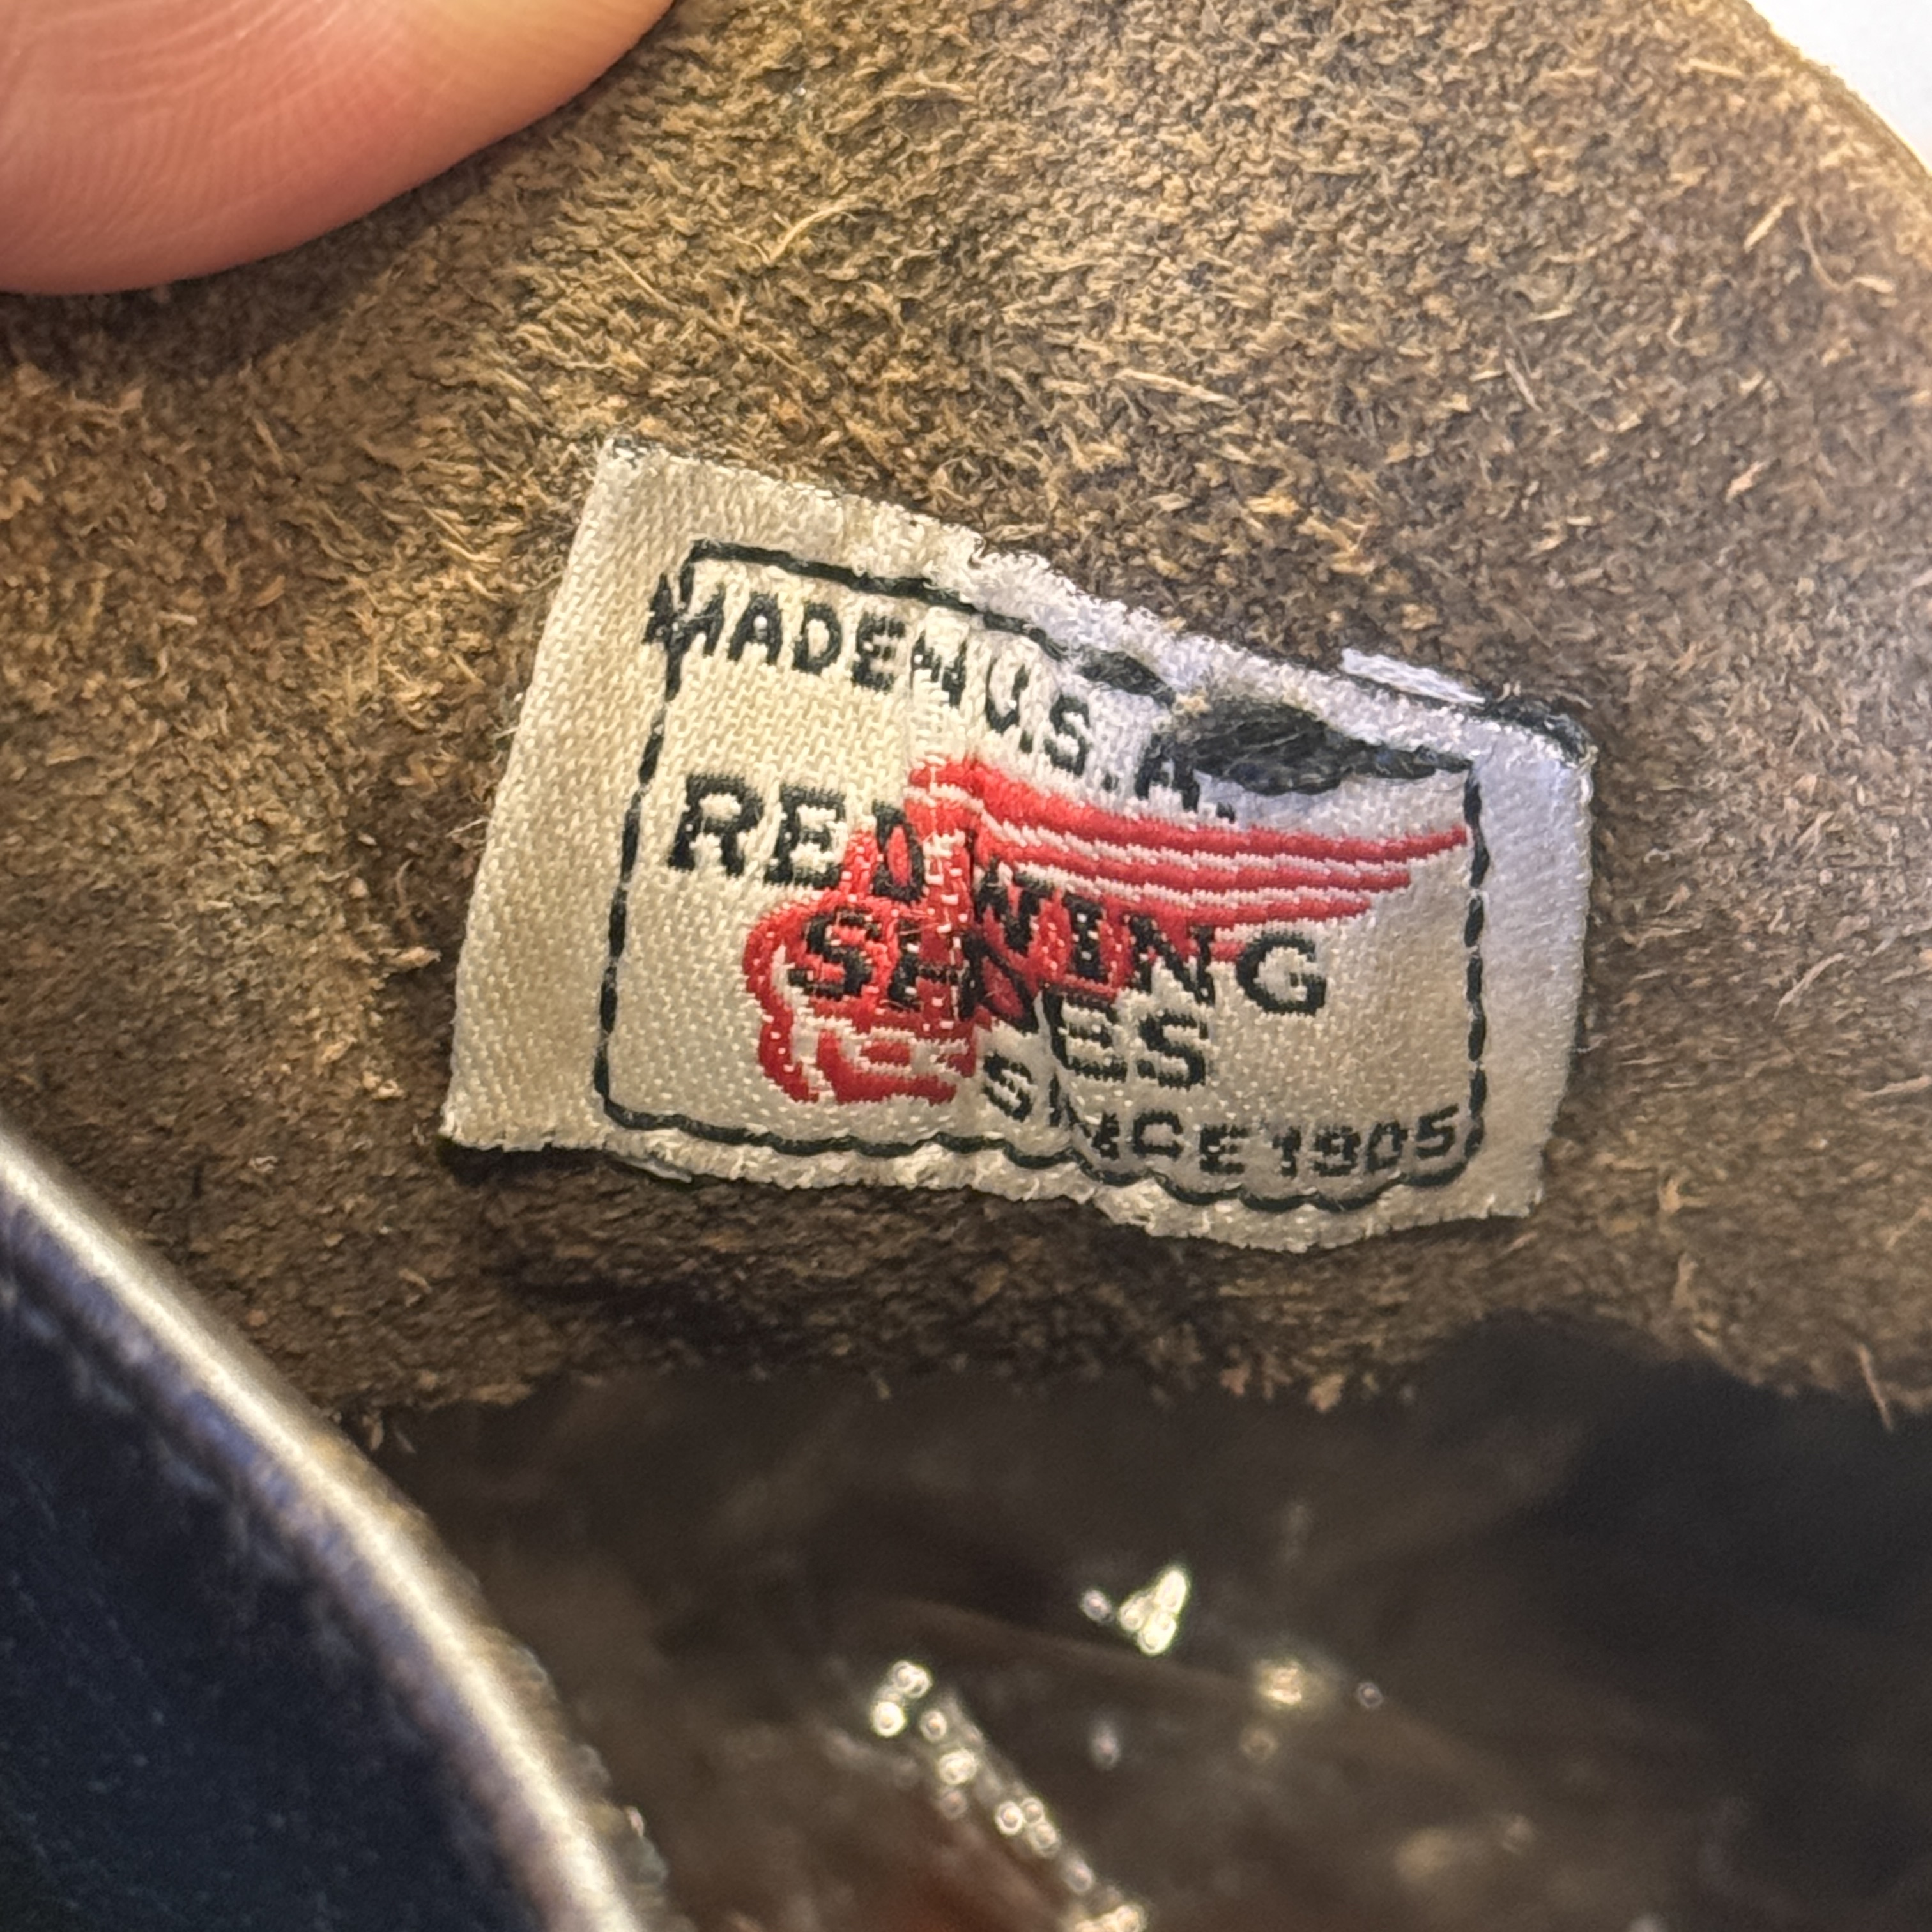 MADE IN U.S.A.
RED WING
SHOES
SINCE 1905